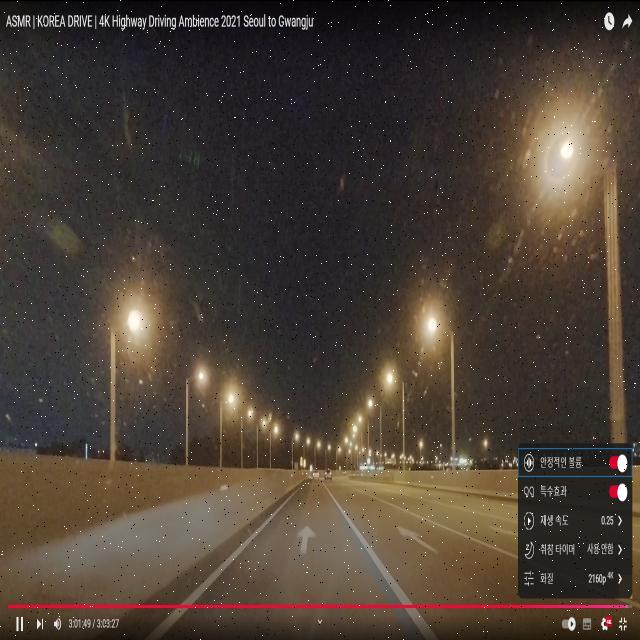 ASMR | KOREA DRIVE | 4K Highway Driving Ambience 2021 Seoul to Gwangju
안정적인 볼륨
특수효과
재생 속도 0.25
취침 타이머 사용 안함
화질 2160p 4K
3:01:49 / 3:03:27